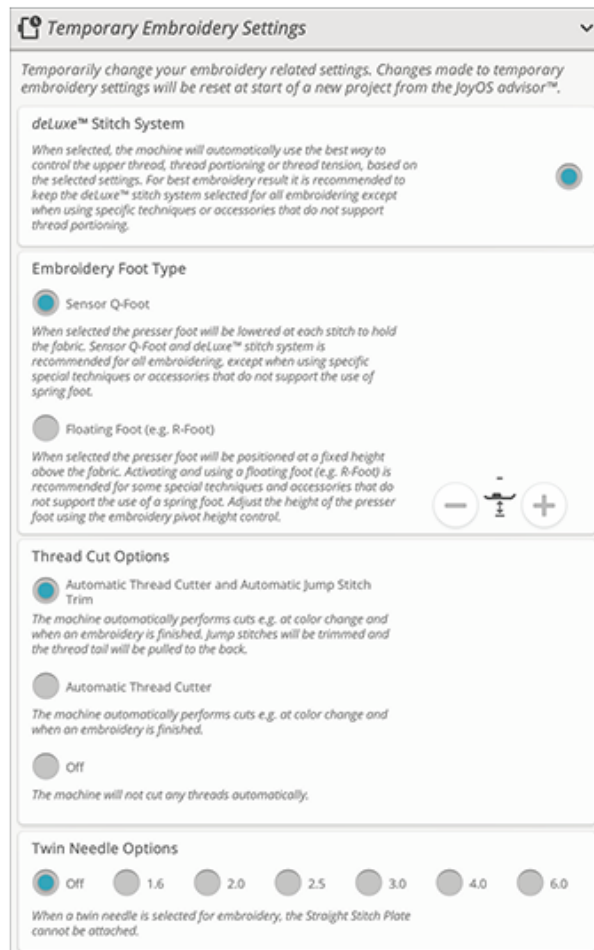 Temporary Embroidery Settings
Temporarily change your embroidery related settings. Changes made to temporary
embroidery settings will be reset at start of a new project from the JoyOS advisor™.
deLuxe™ Stitch System
When selected, the machine will automatically use the best way to
control the upper thread, thread portioning or thread tension, based on
the selected settings. For best embroidery result it is recommended to
keep the deLuxe™ stitch system selected for all embroidering except
when using specific techniques or accessories that do not support
thread portioning.
Embroidery Foot Type
Sensor Q-Foot
When selected the presser foot will be lowered at each stitch to hold
the fabric. Sensor Q-Foot and deLuxe™ stitch system is
recommended for all embroidering, except when using specific
special techniques or accessories that do not support the use of
spring foot.
Floating Foot (e.g. R-Foot)
When selected the presser foot will be positioned at a fixed height
above the fabric. Activating and using a floating foot (e.g. R-Foot) is
recommended for some special techniques and accessories that do
not support the use of a spring foot. Adjust the height of the presser
foot using the embroidery pivot height control.
-
Thread Cut Options
Automatic Thread Cutter and Automatic Jump Stitch
Trim
The machine automatically performs cuts e.g. at color change and
when an embroidery is finished. Jump stitches will be trimmed and
the thread tail will be pulled to the back.
Automatic Thread Cutter
The machine automatically performs cuts e.g. at color change and
when an embroidery is finished.
Off
The machine will not cut any threads automatically.
Twin Needle Options
Off 1.6 2.0 2.5 3.0 4.0 6.0
When a twin needle is selected for embroidery, the Straight Stitch Plate
cannot be attached.